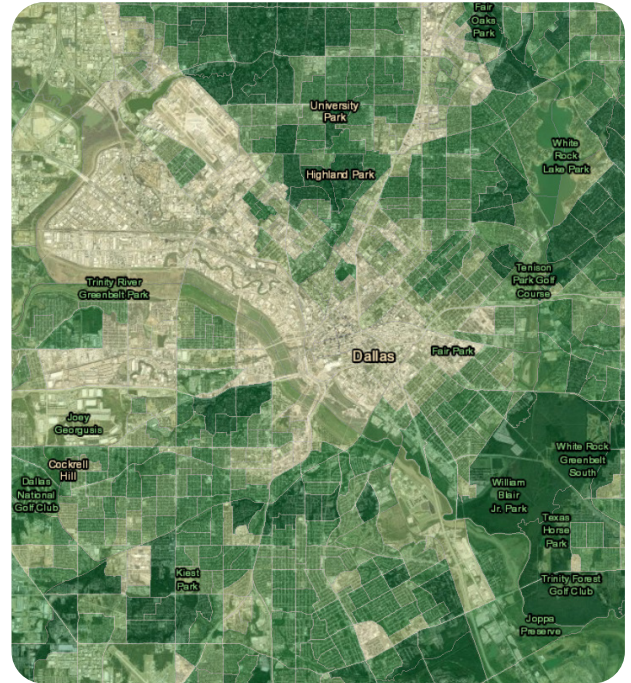 Fair
Oaks
Park
University
Park
White
Rock
Lake Park
Highland Park
Tenison
Park Golf
Course
Trinity River
Greenbelt Park
Dallas
Fair Park
Joey
Georgusis
Cockrell
Hill
Dallas
National
Golf Club
White Rock
Greenbelt
South
William
Blair
Jr. Park
Texas
Horse
Park
Kiest
Park
Trinity Forest
Golf Club
Joppa
Preserve